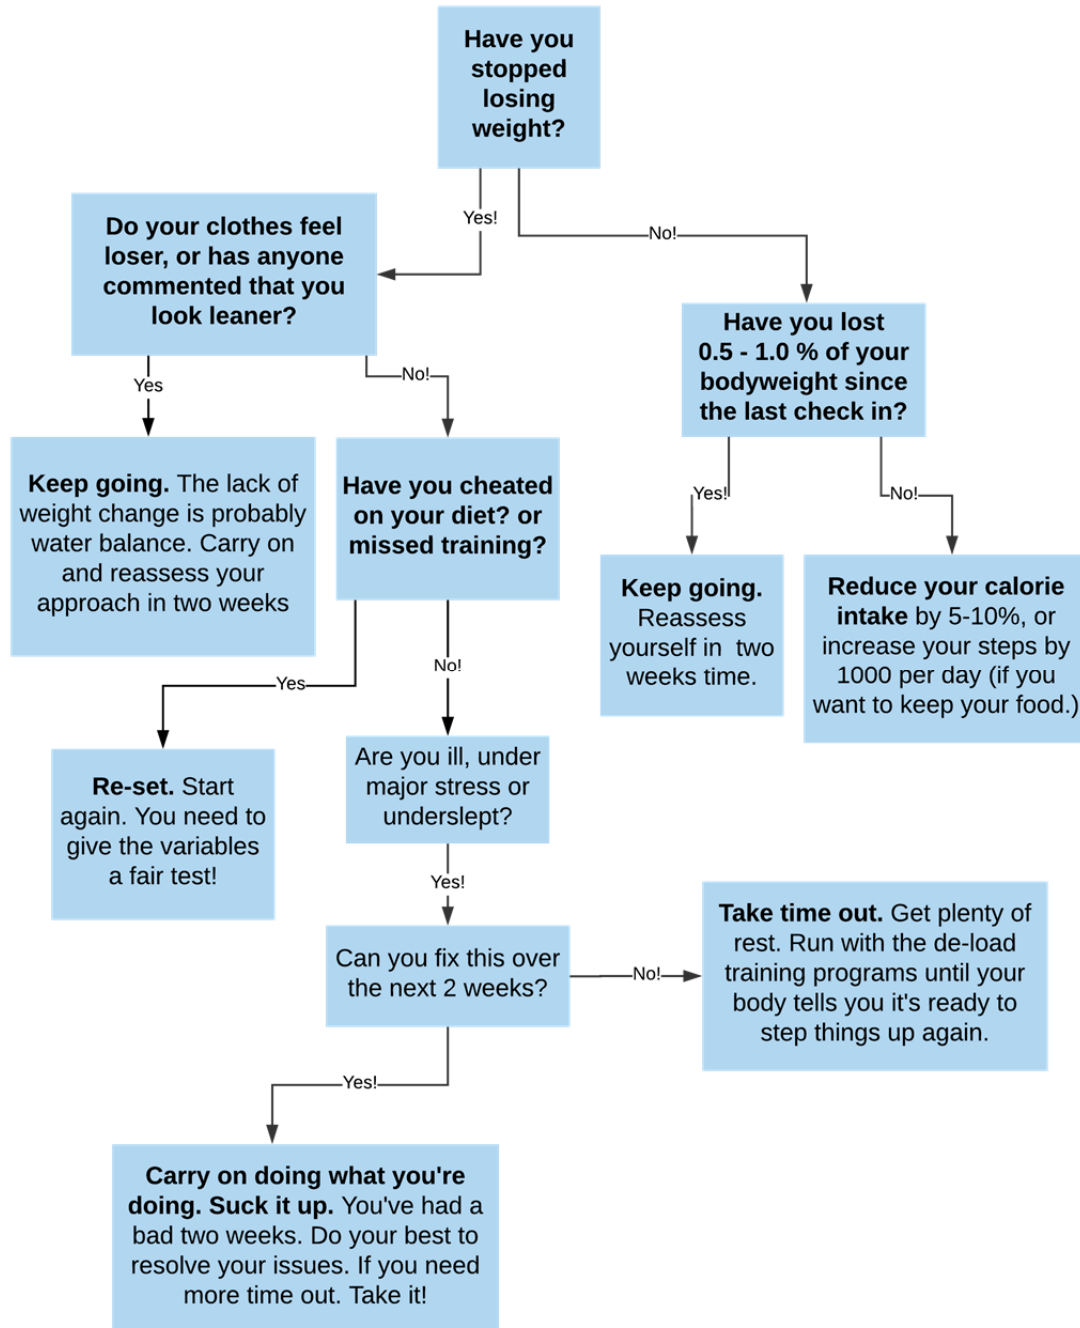 Have you
stopped
losing
weight?
Yes!
No!
Do your clothes feel
loser, or has anyone
commented that you
look leaner?
Have you lost
0.5 - 1.0 % of your
bodyweight since
the last check in?
Yes
No!
Yes!
No!
Keep going. The lack of
weight change is probably
water balance. Carry on
and reassess your
approach in two weeks
Have you cheated
on your diet? or
missed training?
Keep going.
Reassess
yourself in two
weeks time.
Reduce your calorie
intake by 5-10%, or
increase your steps by
1000 per day (if you
want to keep your food.)
Yes
No!
Re-set. Start
again. You need to
give the variables
a fair test!
Are you ill, under
major stress or
underslept?
Yes!
Can you fix this over
the next 2 weeks?
No!
Take time out. Get plenty of
rest. Run with the de-load
training programs until your
body tells you it's ready to
step things up again.
Yes!
Carry on doing what you're
doing. Suck it up. You've had a
bad two weeks. Do your best to
resolve your issues. If you need
more time out. Take it!